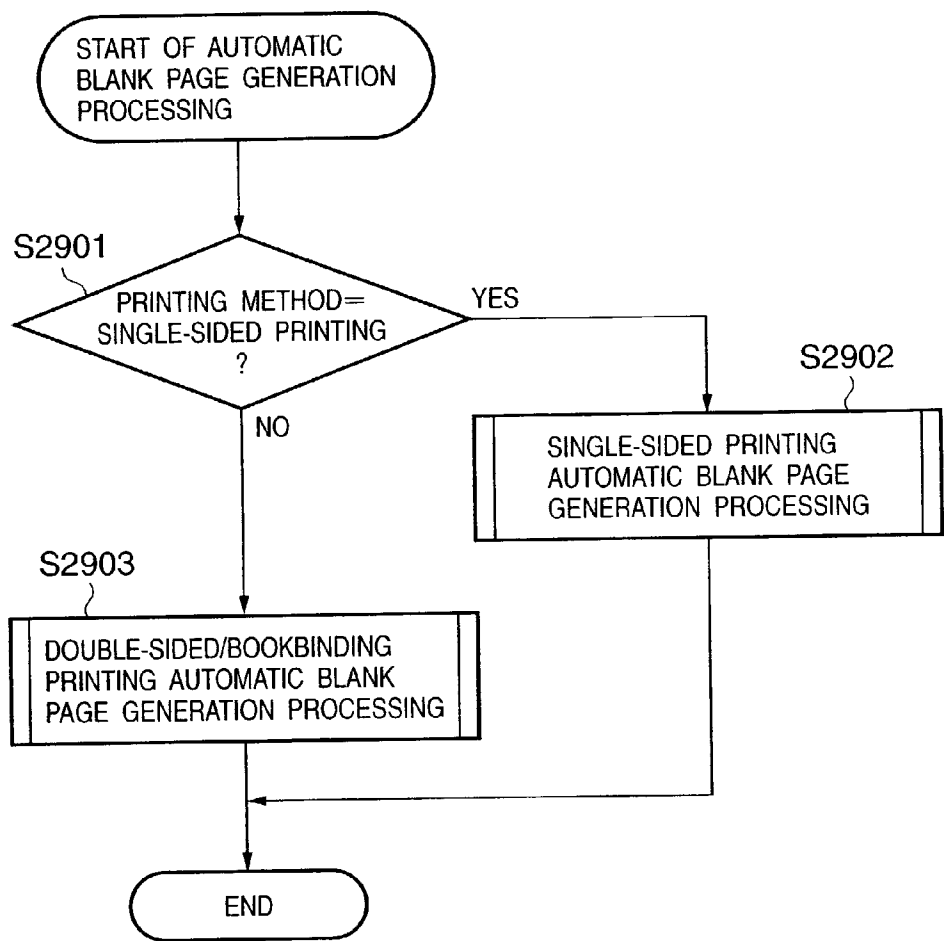 START OF AUTOMATIC
BLANK PAGE GENERATION
PROCESSING
S2901
PRINTING METHOD=
SINGLE-SIDED PRINTING
?
YES
NO
S2902
SINGLE-SIDED PRINTING
AUTOMATIC BLANK PAGE
GENERATION PROCESSING
S2903
DOUBLE-SIDED/BOOKBINDING
PRINTING AUTOMATIC BLANK
PAGE GENERATION PROCESSING
END